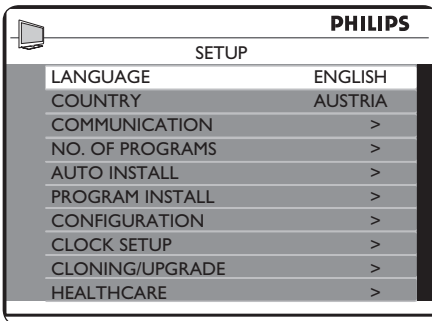 PHILIPS
SETUP
LANGUAGE ENGLISH
COUNTRY AUSTRIA
COMMUNICATION >
NO. OF PROGRAMS >
AUTO INSTALL >
PROGRAM INSTALL >
CONFIGURATION >
CLOCK SETUP >
CLONING/UPGRADE >
HEALTHCARE >